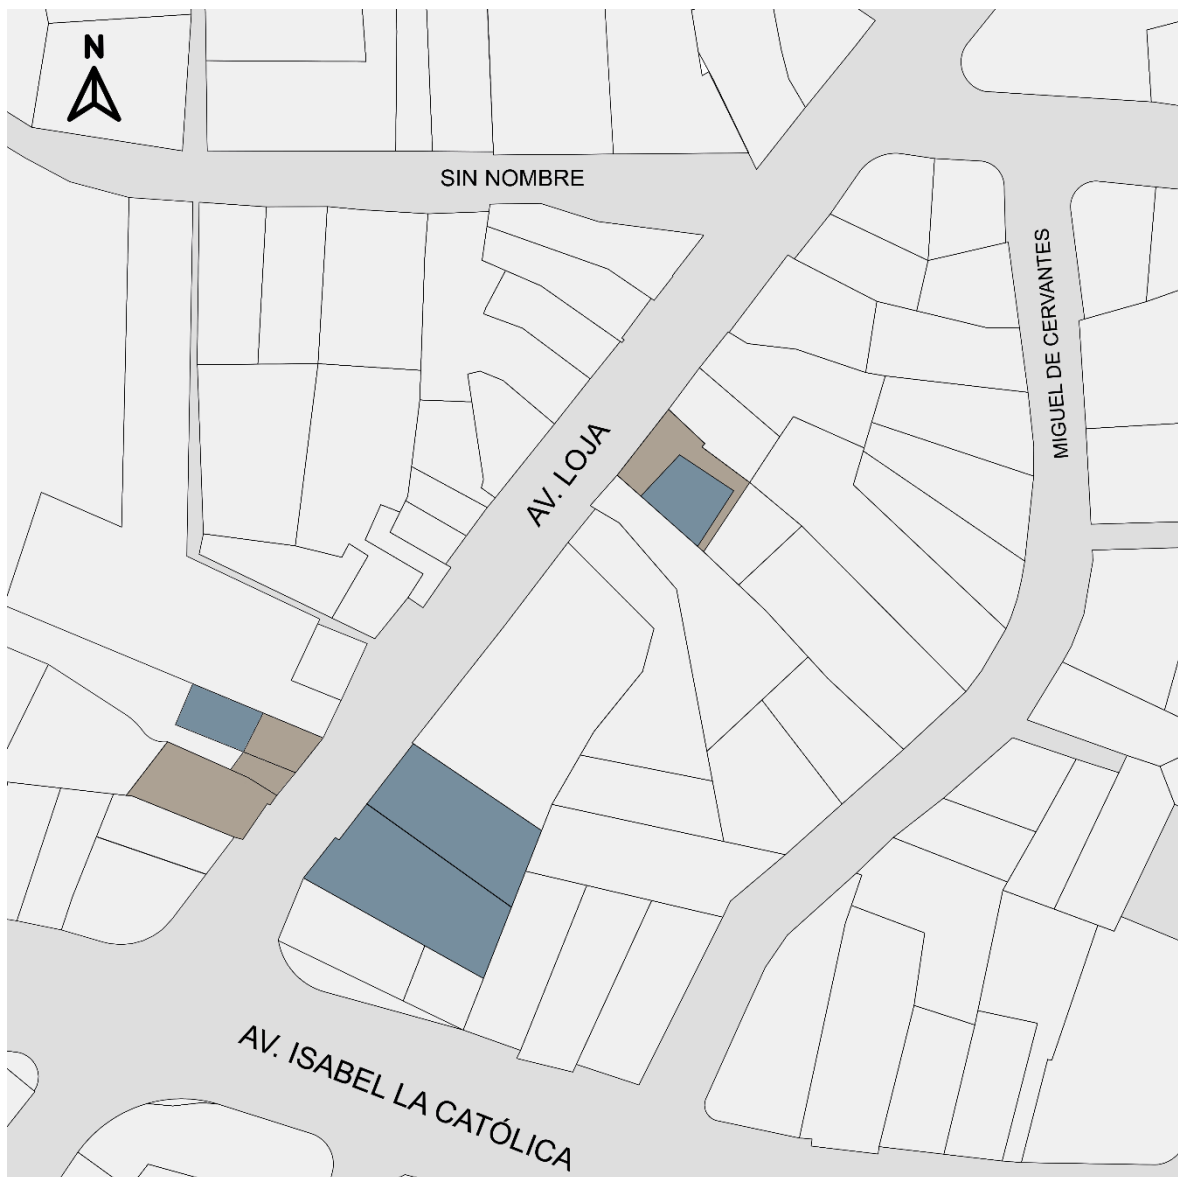 N
SIN NOMBRE
MIGUEL DE CERVANTES
AV. LOJA
AV. ISABEL LA CATÓLICA